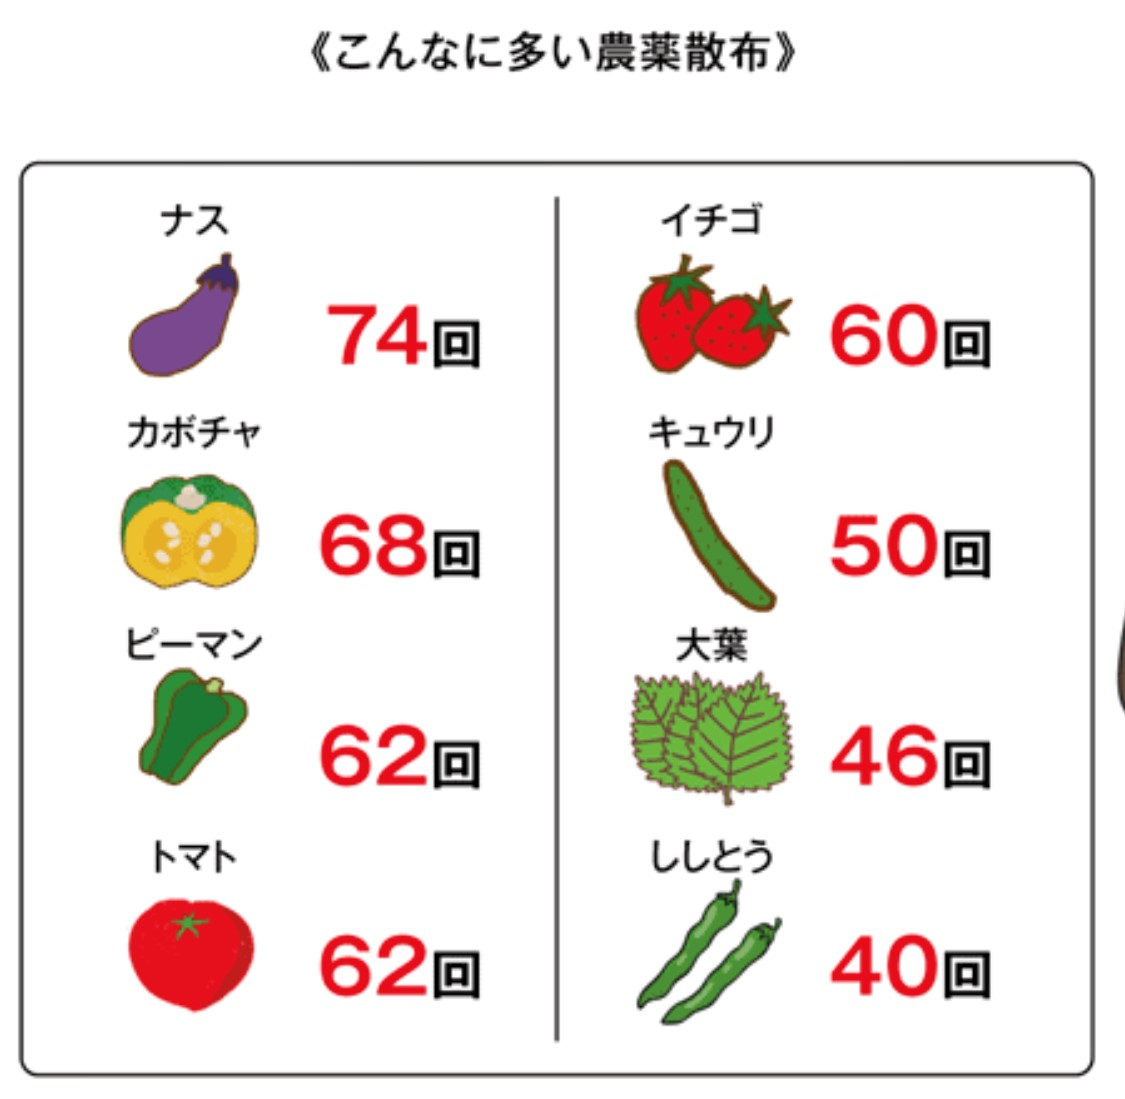 《こんなに多い農薬散布》
ナス
74回
カボチャ
68回
ピーマン
62回
トマト
62回
イチゴ
60回
キュウリ
50回
大葉
46回
ししとう
40回